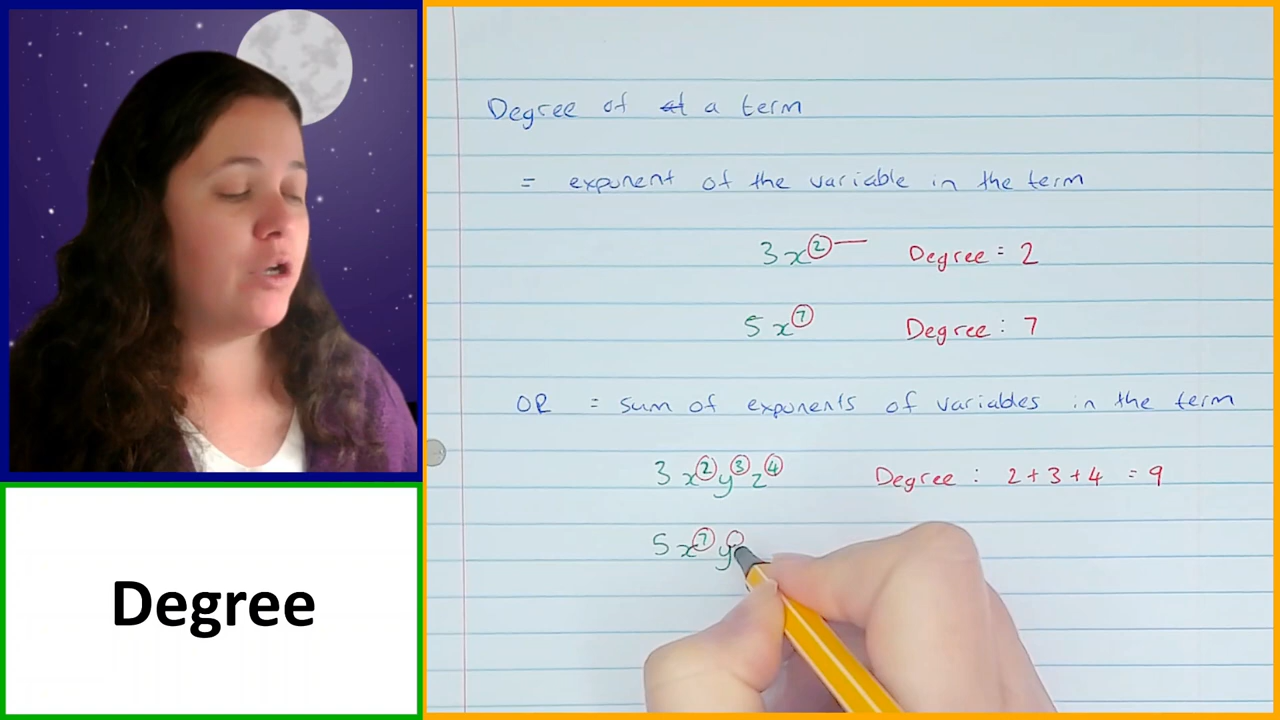 Degree of a term
= exponent of the variable in the term
3x² Degree = 2
5x⁷ Degree : 7
OR = sum of exponents of variables in the term
3x²y³z⁴ Degree : 2+3+4 = 9
5x⁷y
Degree